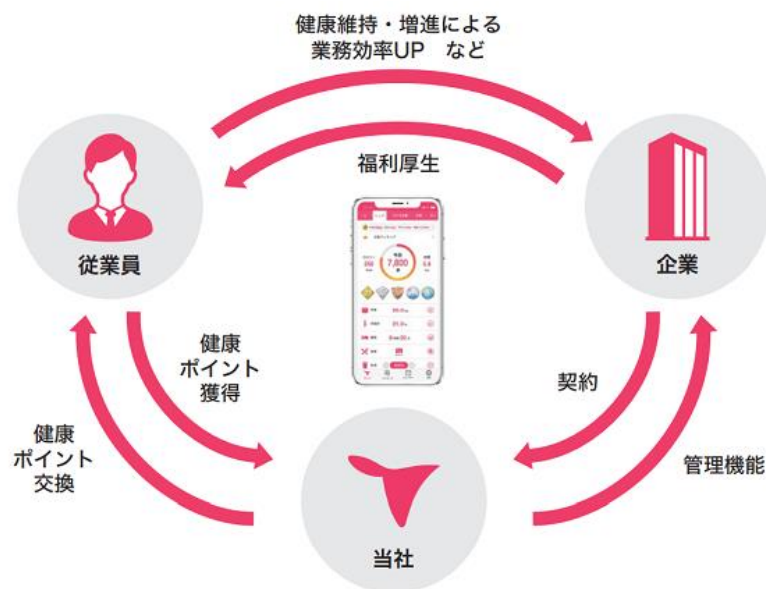 健康維持・増進による
業務効率UP など
福利厚生
従業員
企業
7,800
健康
ポイント
獲得
契約
健康
ポイント
交換
管理機能
当社